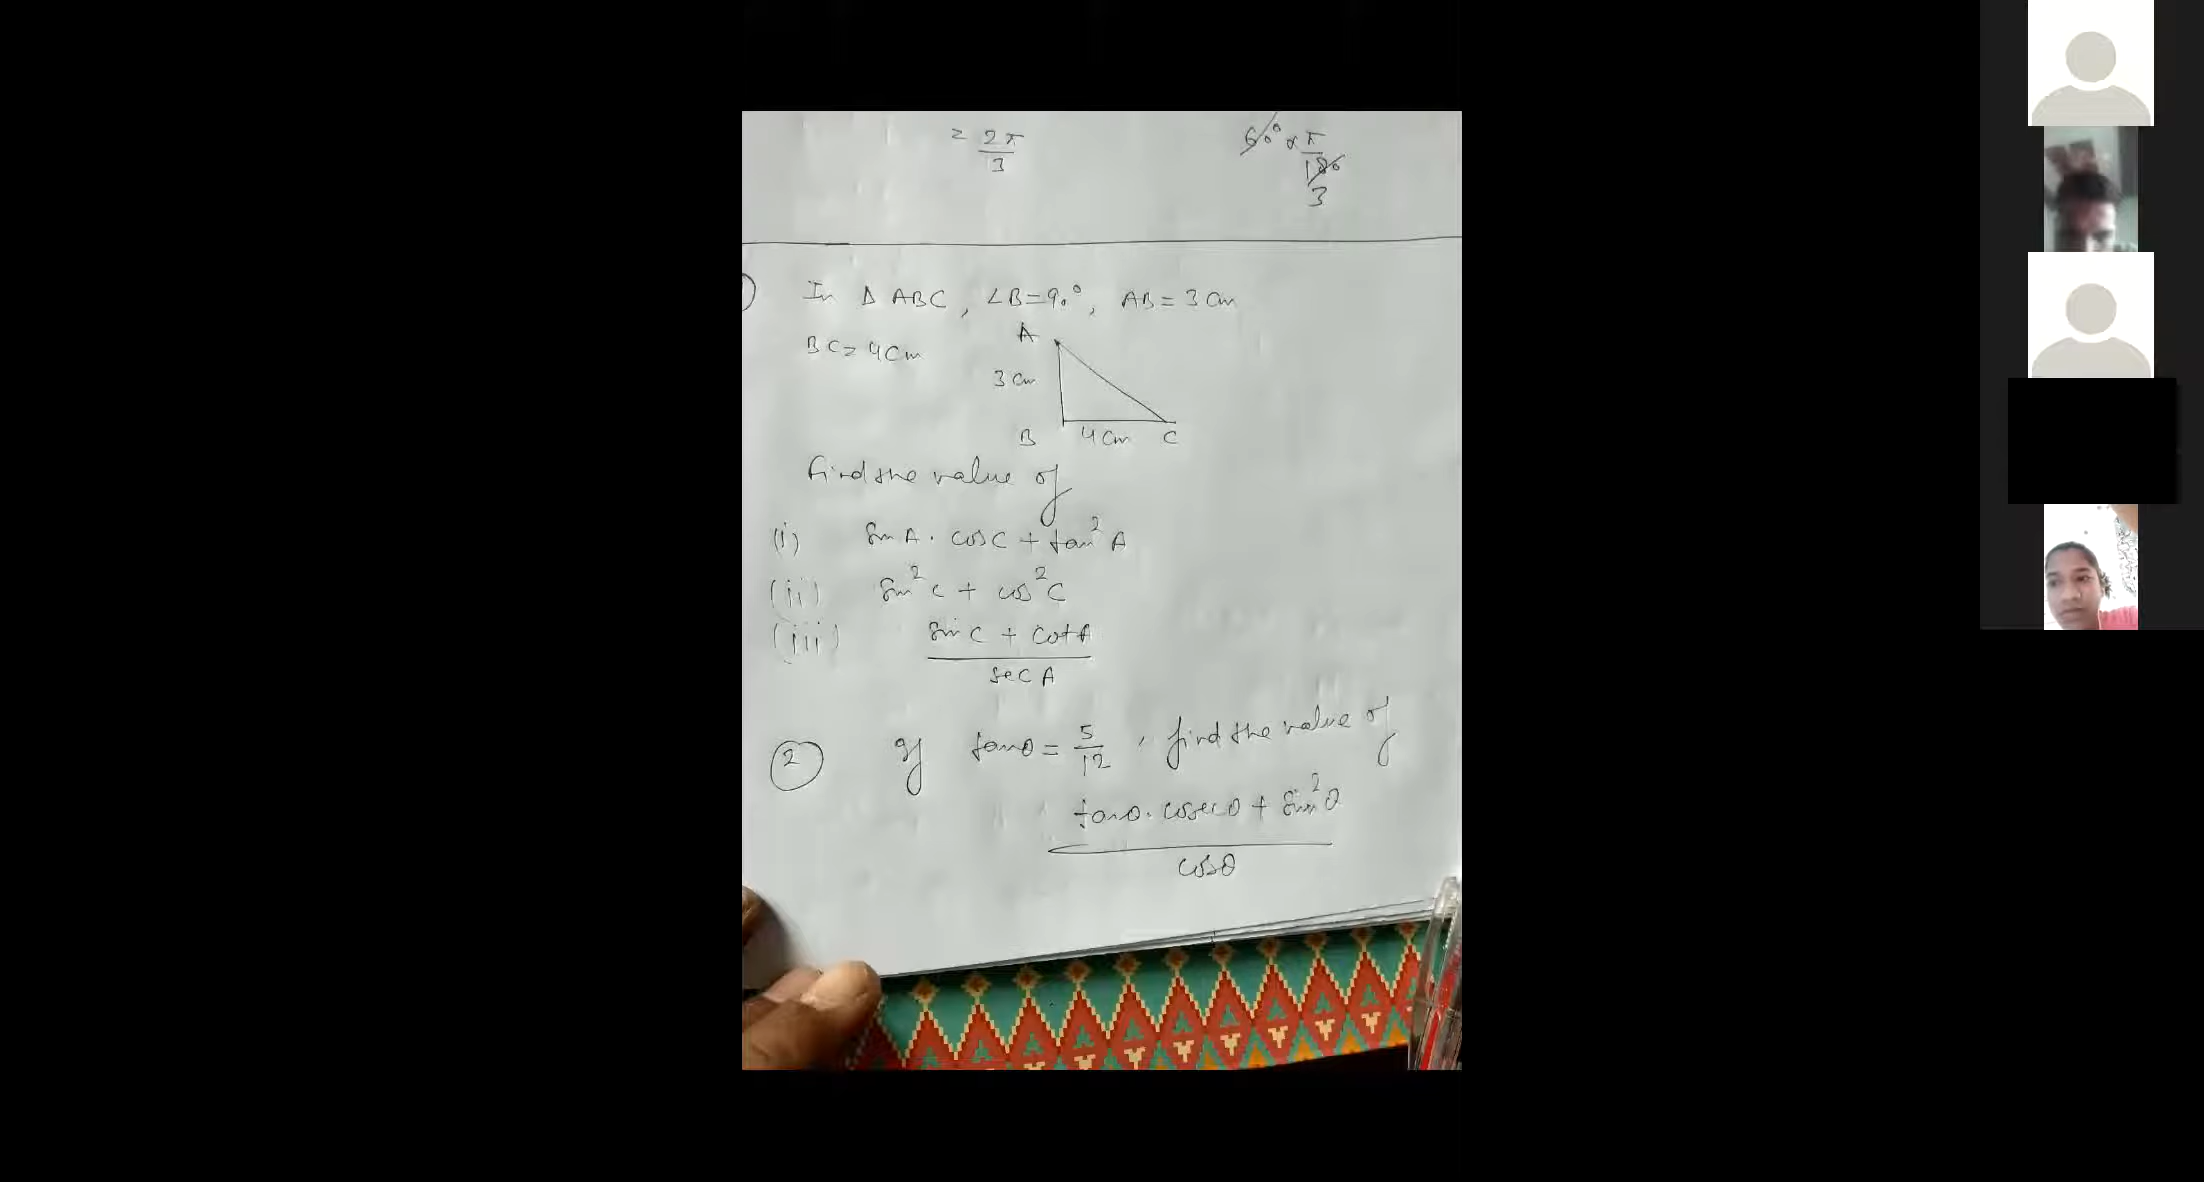 = 2π/3
60° × π/180
3
In Δ ABC, ∠B=90°, AB = 3 cm
BC = 4 cm
A
3 cm
B 4 cm C
Find the value of
(i) Sin A . cos C + tan² A
(ii) Sin² C + cos² C
(iii) Sin C + cot A
sec A
② If tan θ = 5/12, find the value of
tan θ. cosec θ + Sin² θ
cos θ